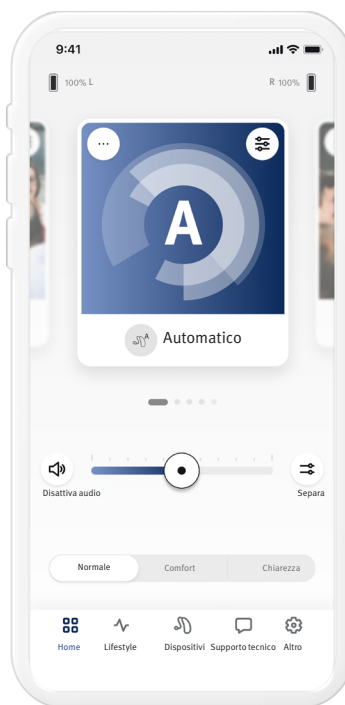 9:41
100% L
R 100%
A
A
Automatico
Disattiva audio
Separa
Normale
Comfort
Chiarezza
Home
Lifestyle
Dispositivi
Supporto tecnico
Altro